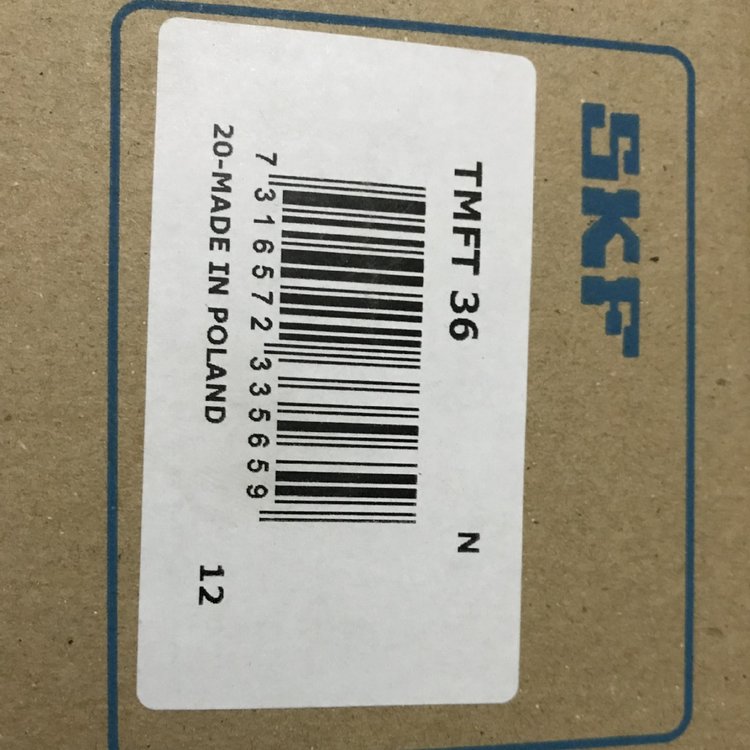 SKF
TMFT 36
N
7 316572 335659
20-MADE IN POLAND
12